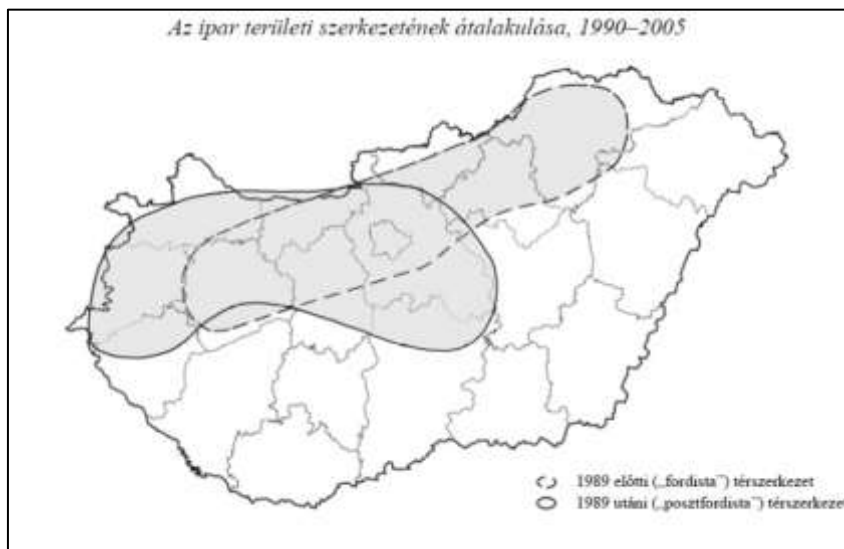 Az ipar területi szerkezetének átalakulása, 1990–2005
1989 előtti („fordista”) térszerkezet
1989 utáni („posztfordista”) térszerkezet